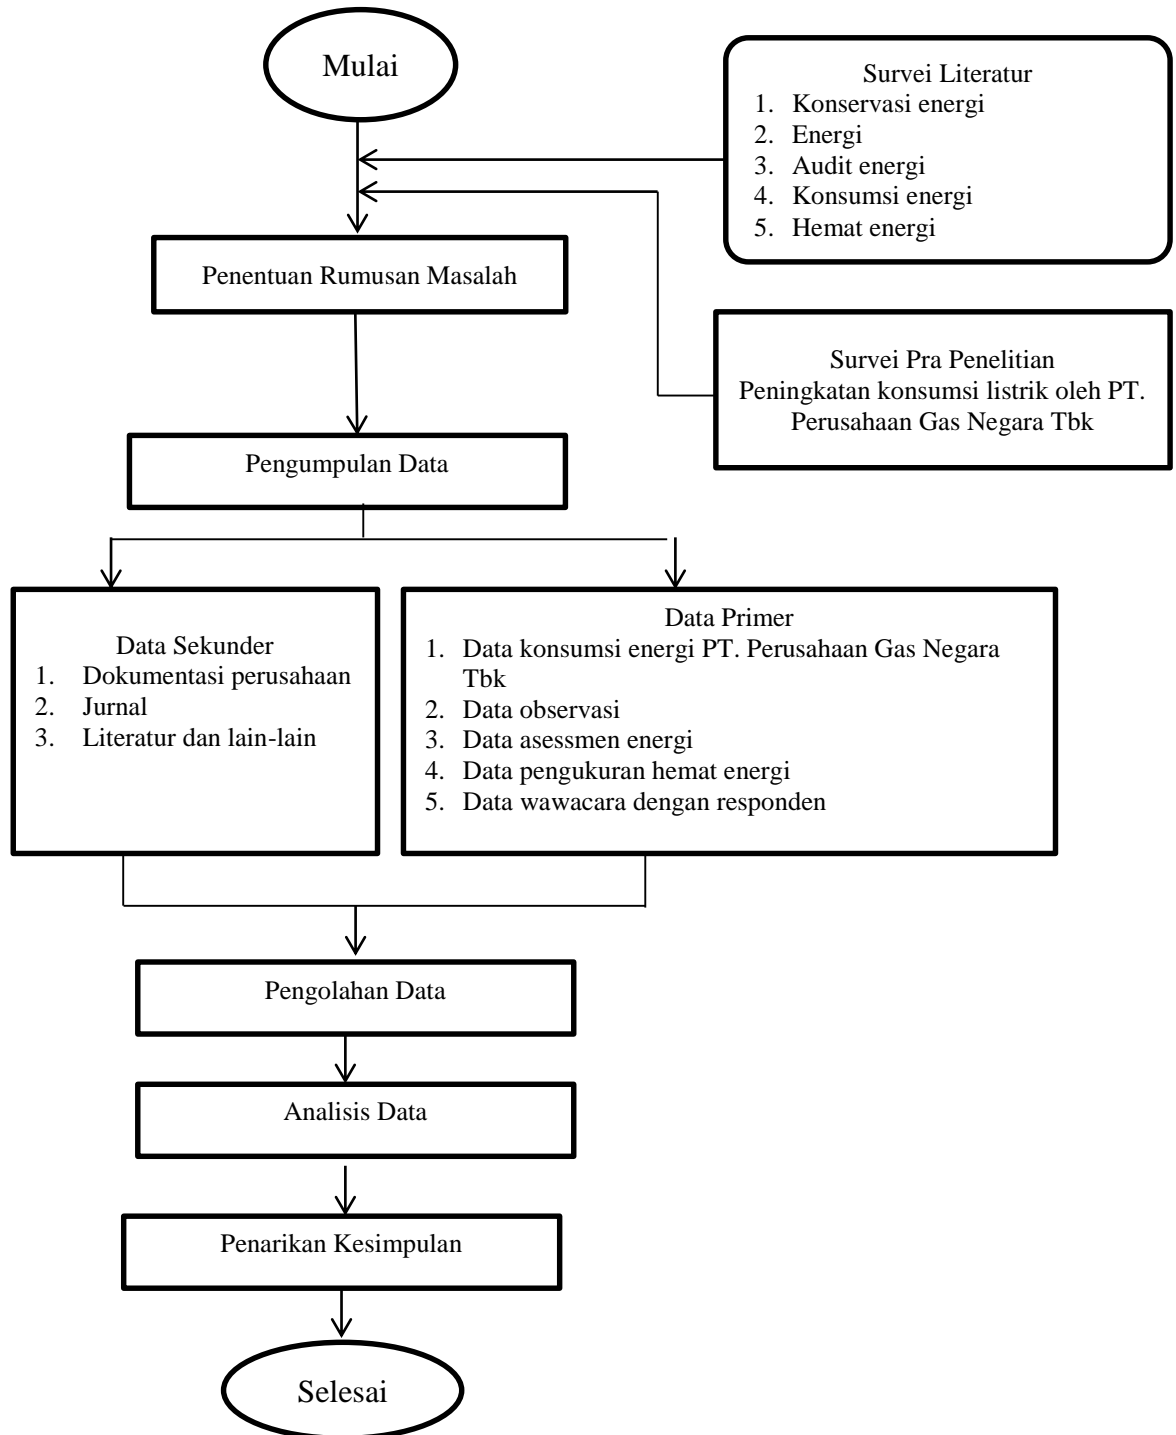 Mulai
Survei Literatur
1. Konservasi energi
2. Energi
3. Audit energi
4. Konsumsi energi
5. Hemat energi
Penentuan Rumusan Masalah
Survei Pra Penelitian
Peningkatan konsumsi listrik oleh PT.
Perusahaan Gas Negara Tbk
Pengumpulan Data
Data Sekunder
1. Dokumentasi perusahaan
2. Jurnal
3. Literatur dan lain-lain
Data Primer
1. Data konsumsi energi PT. Perusahaan Gas Negara
Tbk
2. Data observasi
3. Data asessmen energi
4. Data pengukuran hemat energi
5. Data wawacara dengan responden
Pengolahan Data
Analisis Data
Penarikan Kesimpulan
Selesai